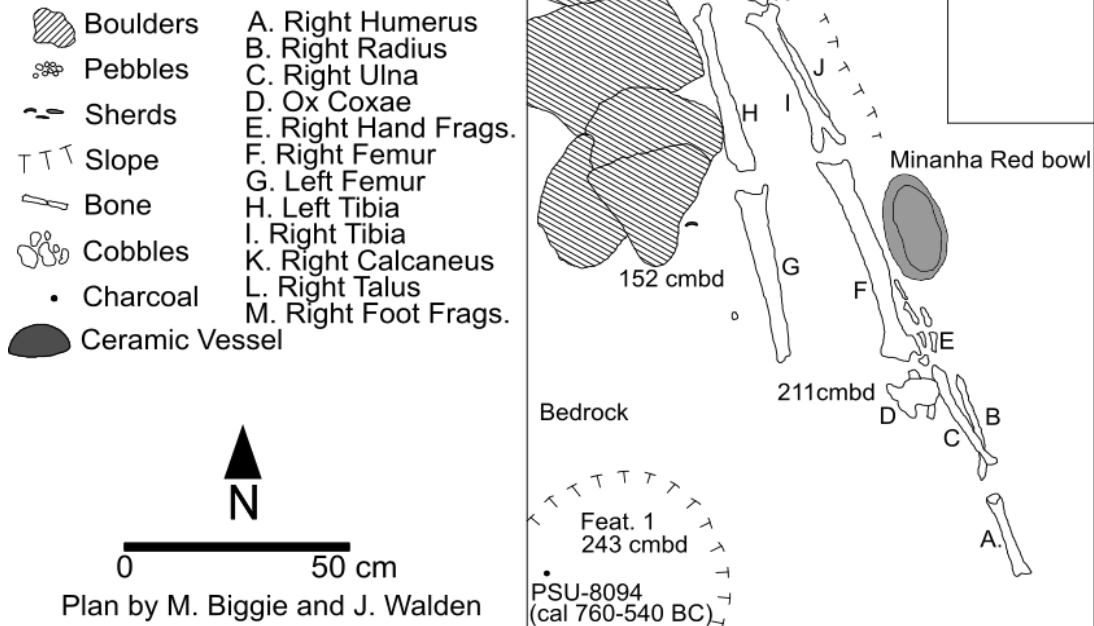 Boulders
Pebbles
Sherds
Slope
Bone
Cobbles
Charcoal
Ceramic Vessel
A. Right Humerus
B. Right Radius
C. Right Ulna
D. Ox Coxae
E. Right Hand Frags.
F. Right Femur
G. Left Femur
H. Left Tibia
I. Right Tibia
K. Right Calcaneus
L. Right Talus
M. Right Foot Frags.
N
0 50 cm
Plan by M. Biggie and J. Walden
J
I
H
Minanha Red bowl
152 cmbd
G
F
E
211cmbd
D
B
C
Bedrock
A.
Feat. 1
243 cmbd
PSU-8094
(cal 760-540 BC)